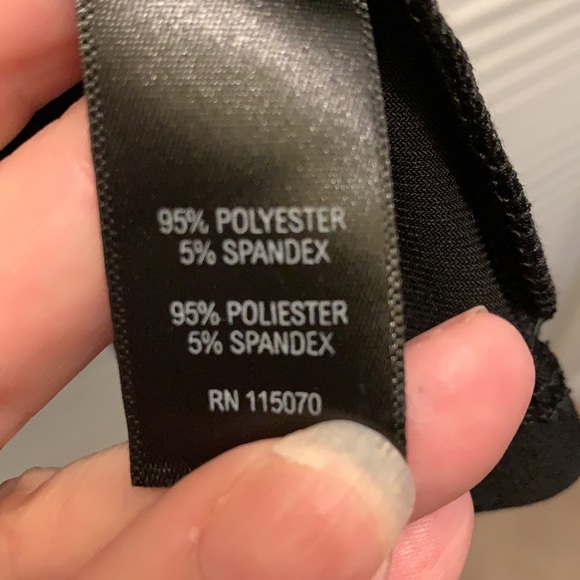 95% POLYESTER
5% SPANDEX
95% POLIESTER
5% SPANDEX
RN 115070